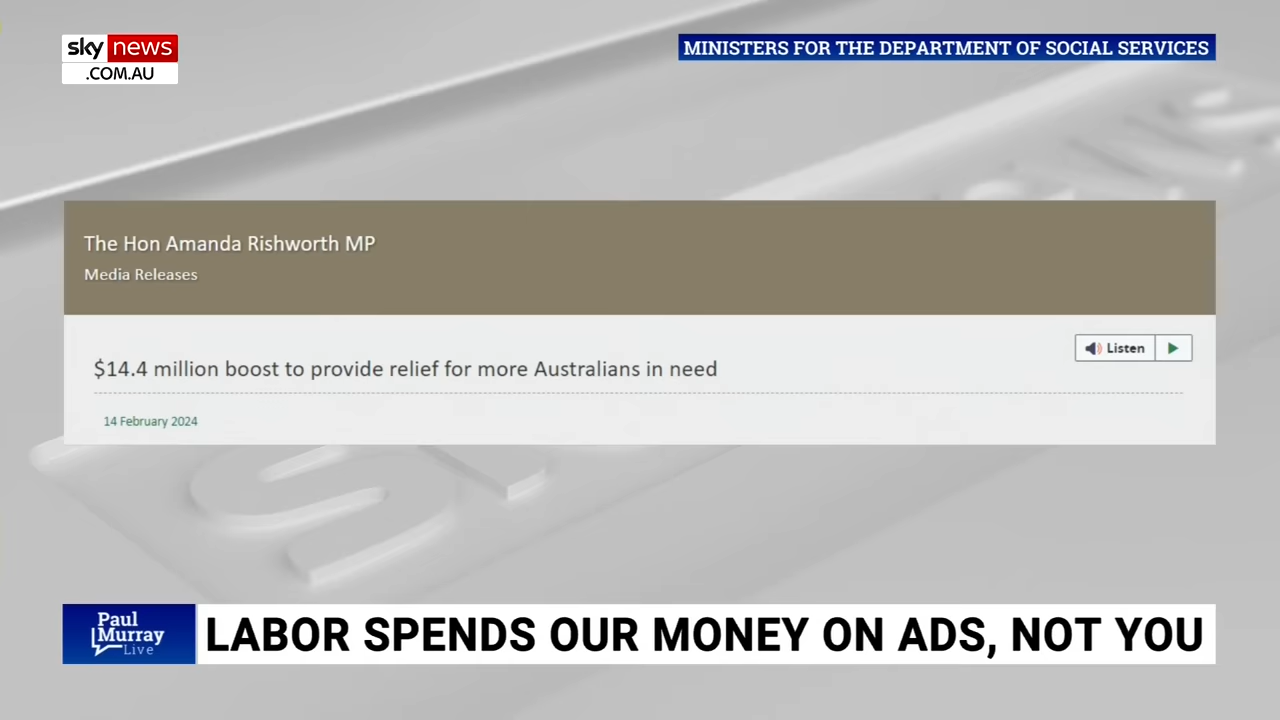 sky news
.COM.AU
MINISTERS FOR THE DEPARTMENT OF SOCIAL SERVICES
The Hon Amanda Rishworth MP
Media Releases
Listen
$14.4 million boost to provide relief for more Australians in need
14 February 2024
Paul
Murray
Live
LABOR SPENDS OUR MONEY ON ADS, NOT YOU